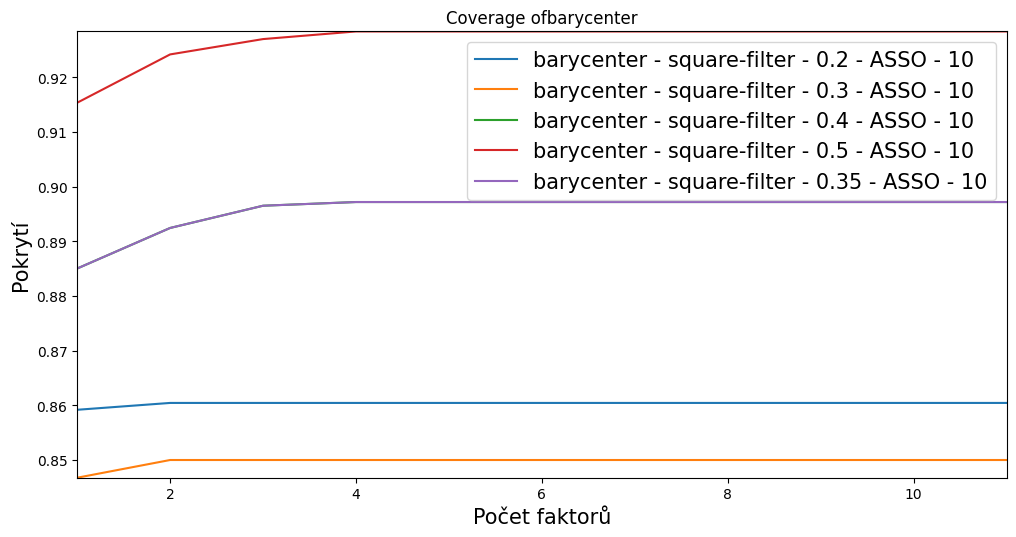 Coverage ofbarycenter
barycenter - square-filter - 0.2 - ASSO - 10
barycenter - square-filter - 0.3 - ASSO - 10
barycenter - square-filter - 0.4 - ASSO - 10
barycenter - square-filter - 0.5 - ASSO - 10
barycenter - square-filter - 0.35 - ASSO - 10
Pokrytí
0.92
0.91
0.90
0.89
0.88
0.87
0.86
0.85
2 4 6 8 10
Počet faktorů